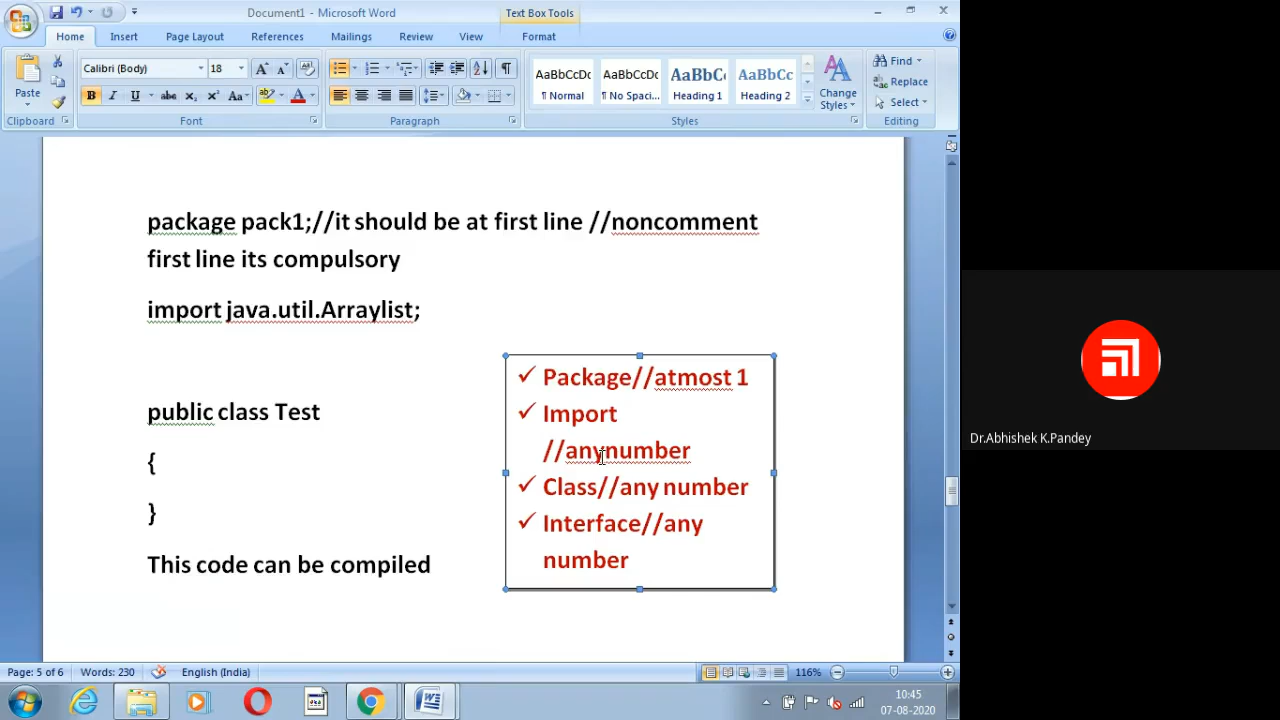 Document1 - Microsoft Word
Text Box Tools
Home Insert Page Layout References Mailings Review View Format
Calibri (Body) 18
Paste
B I U abe x₂ x² Aa A
AaBbCcDc AaBbCcDc AaBbC AaBbCc
¶ Normal ¶ No Spaci... Heading 1 Heading 2
Change Styles
Find
Replace
Select
Clipboard Font Paragraph Styles Editing
package pack1;//it should be at first line //noncomment
first line its compulsory
import java.util.Arraylist;
public class Test
{
}
This code can be compiled
Package//atmost 1
Import
//anynumber
Class//any number
Interface//any
number
Dr.Abhishek K.Pandey
Page: 5 of 6 Words: 230 English (India) 116%
10:45
07-08-2020